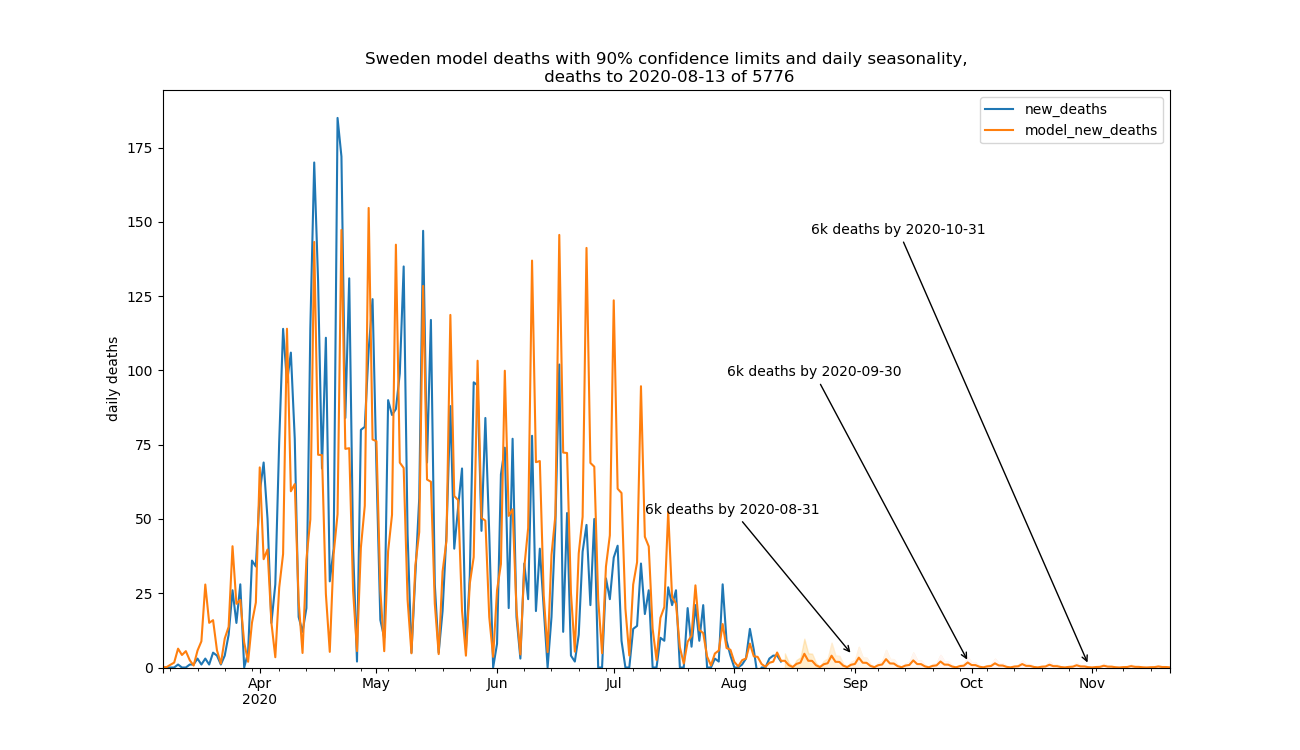 Sweden model deaths with 90% confidence limits and daily seasonality,
deaths to 2020-08-13 of 5776
new_deaths
model_new_deaths
daily deaths
175
150
125
100
75
50
25
0
6k deaths by 2020-10-31
6k deaths by 2020-09-30
6k deaths by 2020-08-31
Apr
2020
May
Jun
Jul
Aug
Sep
Oct
Nov